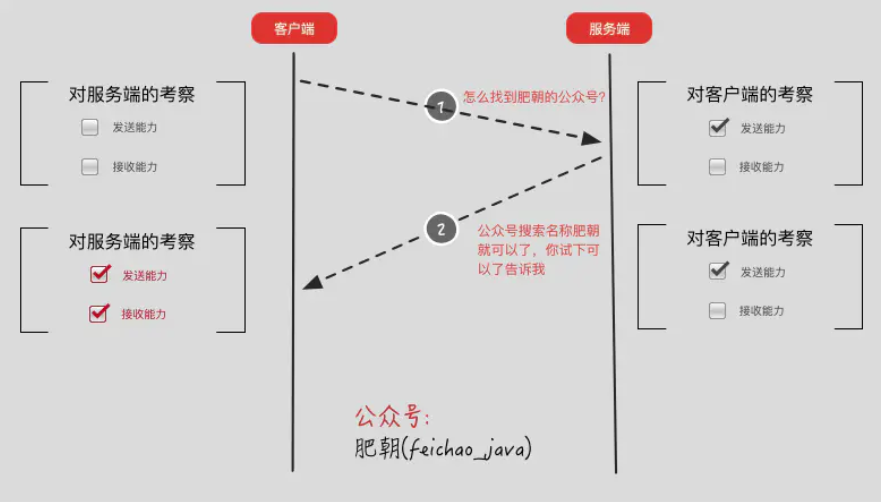 客户端
服务端
对服务端的考察
发送能力
接收能力
1
怎么找到肥朝的公众号?
对客户端的考察
发送能力
接收能力
对服务端的考察
发送能力
接收能力
2
公众号搜索名称肥朝
就可以了，你试下可
以了告诉我
对客户端的考察
发送能力
接收能力
公众号:
肥朝(feichao_java)